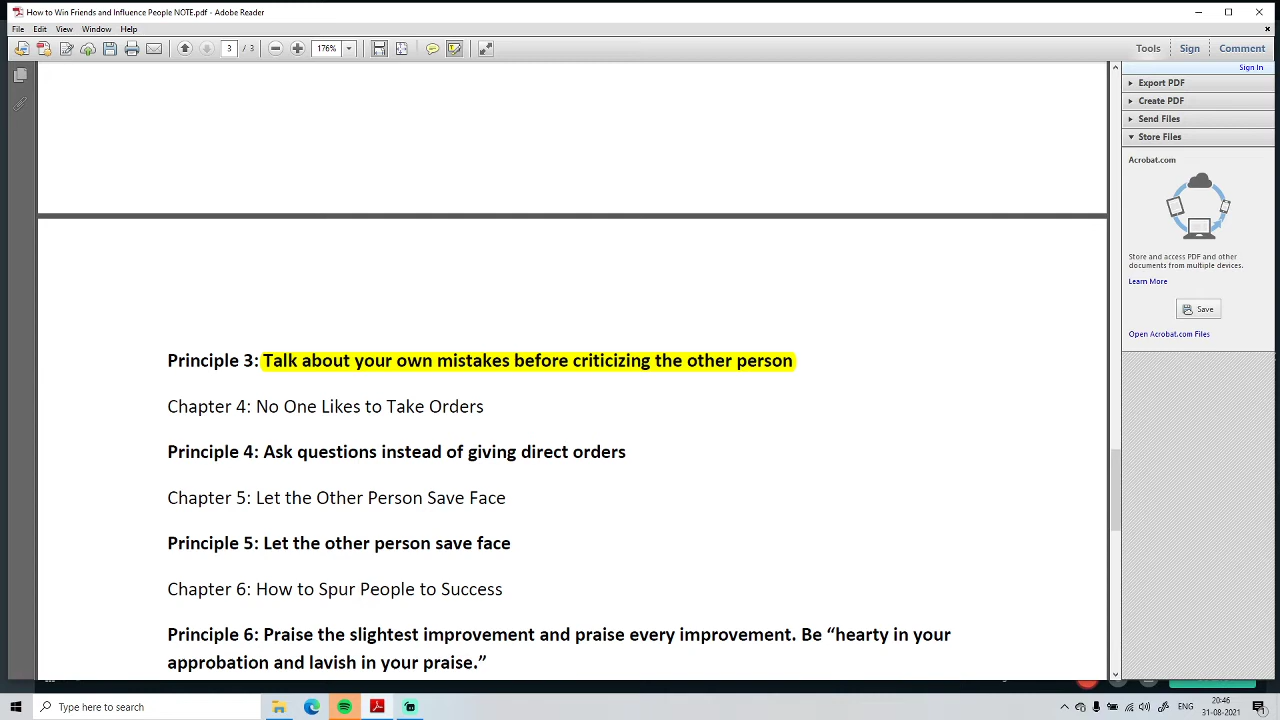 How to Win Friends and Influence People NOTE.pdf - Adobe Reader
File Edit View Window Help
3 / 3 176% Tools Sign Comment
Sign In
Export PDF
Create PDF
Send Files
Store Files
Acrobat.com
Store and access PDF and other
documents from multiple devices.
Learn More
Save
Open Acrobat.com Files
Principle 3: Talk about your own mistakes before criticizing the other person
Chapter 4: No One Likes to Take Orders
Principle 4: Ask questions instead of giving direct orders
Chapter 5: Let the Other Person Save Face
Principle 5: Let the other person save face
Chapter 6: How to Spur People to Success
Principle 6: Praise the slightest improvement and praise every improvement. Be “hearty in your
approbation and lavish in your praise.”
Type here to search
ENG
20:46
31-08-2021
1